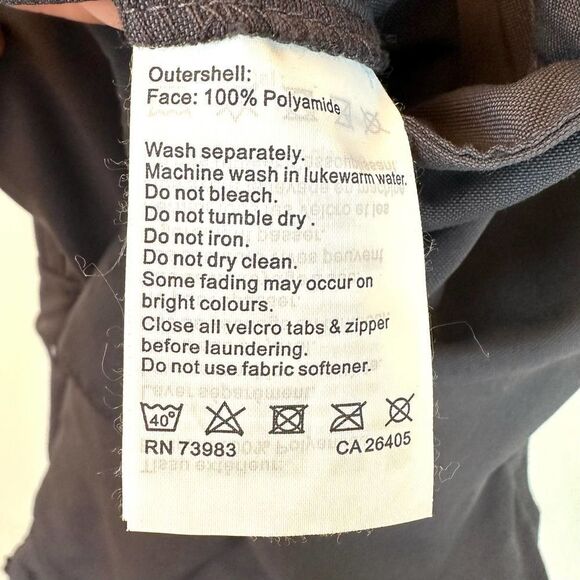 Outershell:
Face: 100% Polyamide
Wash separately.
Machine wash in lukewarm water.
Do not bleach.
Do not tumble dry .
Do not iron.
Do not dry clean.
Some fading may occur on
bright colours.
Close all velcro tabs & zipper
before laundering.
Do not use fabric softener.
40°
RN 73983 CA 26405